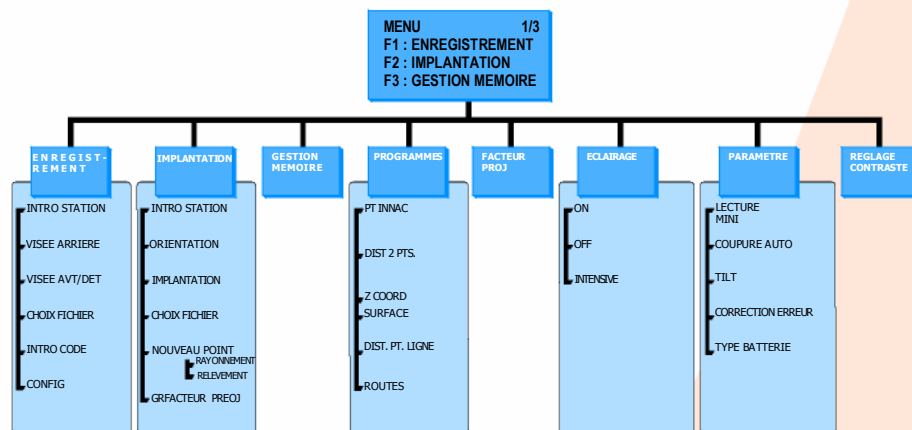 MENU 1/3
F1 : ENREGISTREMENT
F2 : IMPLANTATION
F3 : GESTION MEMOIRE
ENREGIST-
REMENT
INTRO STATION
VISEE ARRIERE
VISEE AVT/DET
CHOIX FICHIER
INTRO CODE
CONFIG
IMPLANTATION
INTRO STATION
ORIENTATION
IMPLANTATION
CHOIX FICHIER
NOUVEAU POINT
RAYONNEMENT
RELEVEMENT
GRFACTEUR PREOJ
GESTION
MEMOIRE
PROGRAMMES
PT INNAC
DIST 2 PTS.
Z COORD
SURFACE
DIST. PT. LIGNE
ROUTES
FACTEUR
PROJ
ECLAIRAGE
ON
OFF
INTENSIVE
PARAMETRE
LECTURE
MINI
COUPURE AUTO
TILT
CORRECTION ERREUR
TYPE BATTERIE
REGLAGE
CONTRASTE